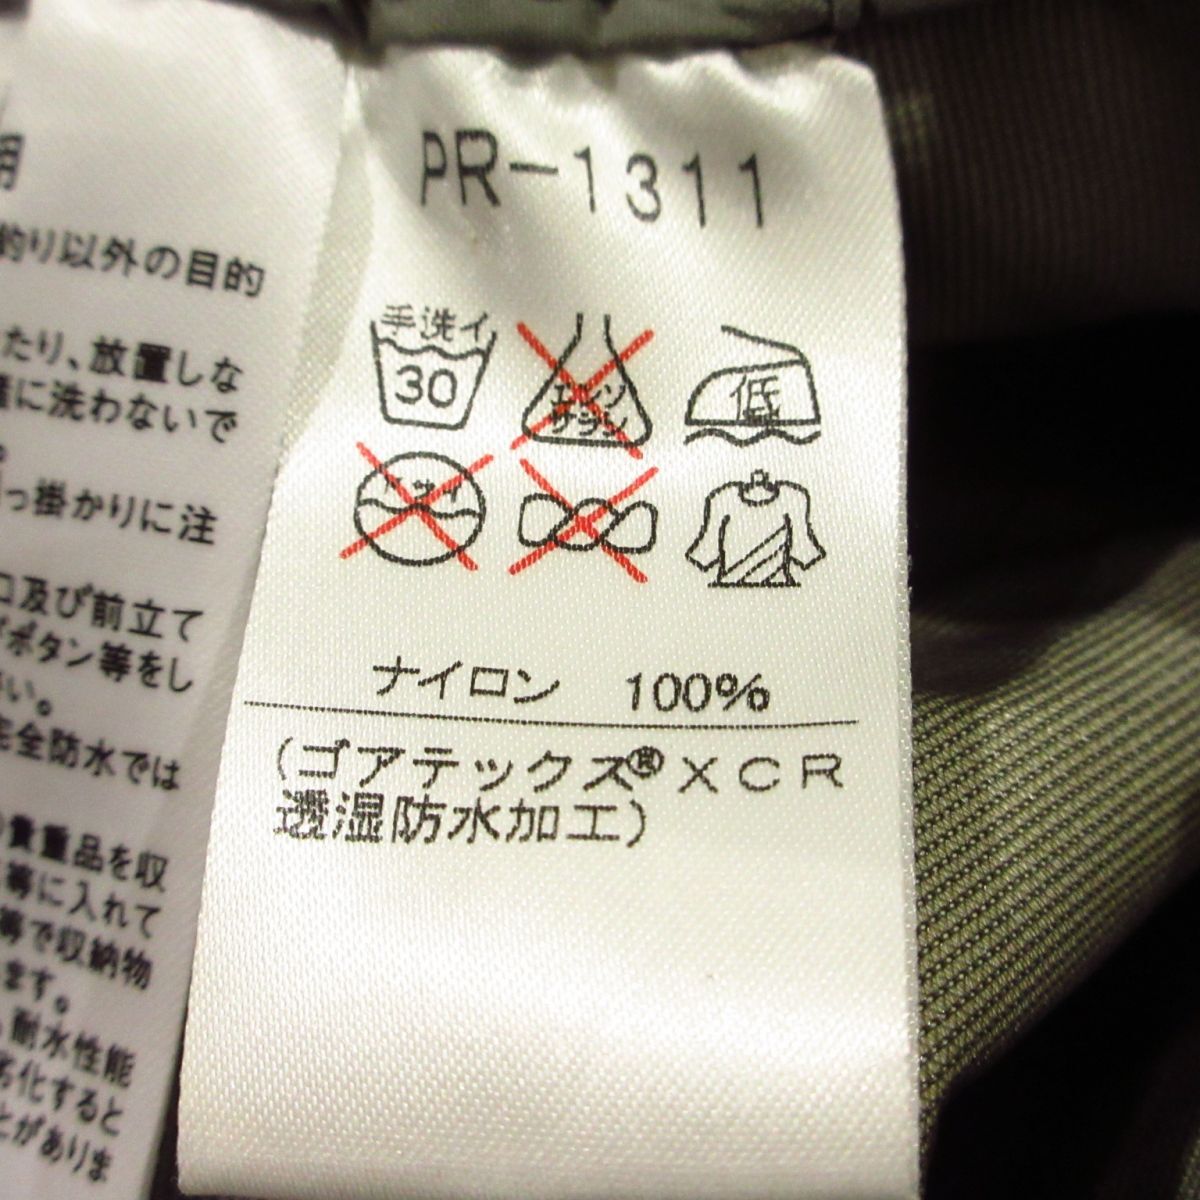 釣り以外の目的
たり、放置しな
に洗わないで
っ掛かりに注
及び前立て
ボタン等をし
い。
完全防水では
貴重品を収
等に入れて
等で収納物
ます。
耐水性能
劣化すると
とがありま
PR-1311
手洗イ
30
エンソ
サラシ
低
ドライ
ナイロン 100%
(ゴアテックス®XCR
透湿防水加工)